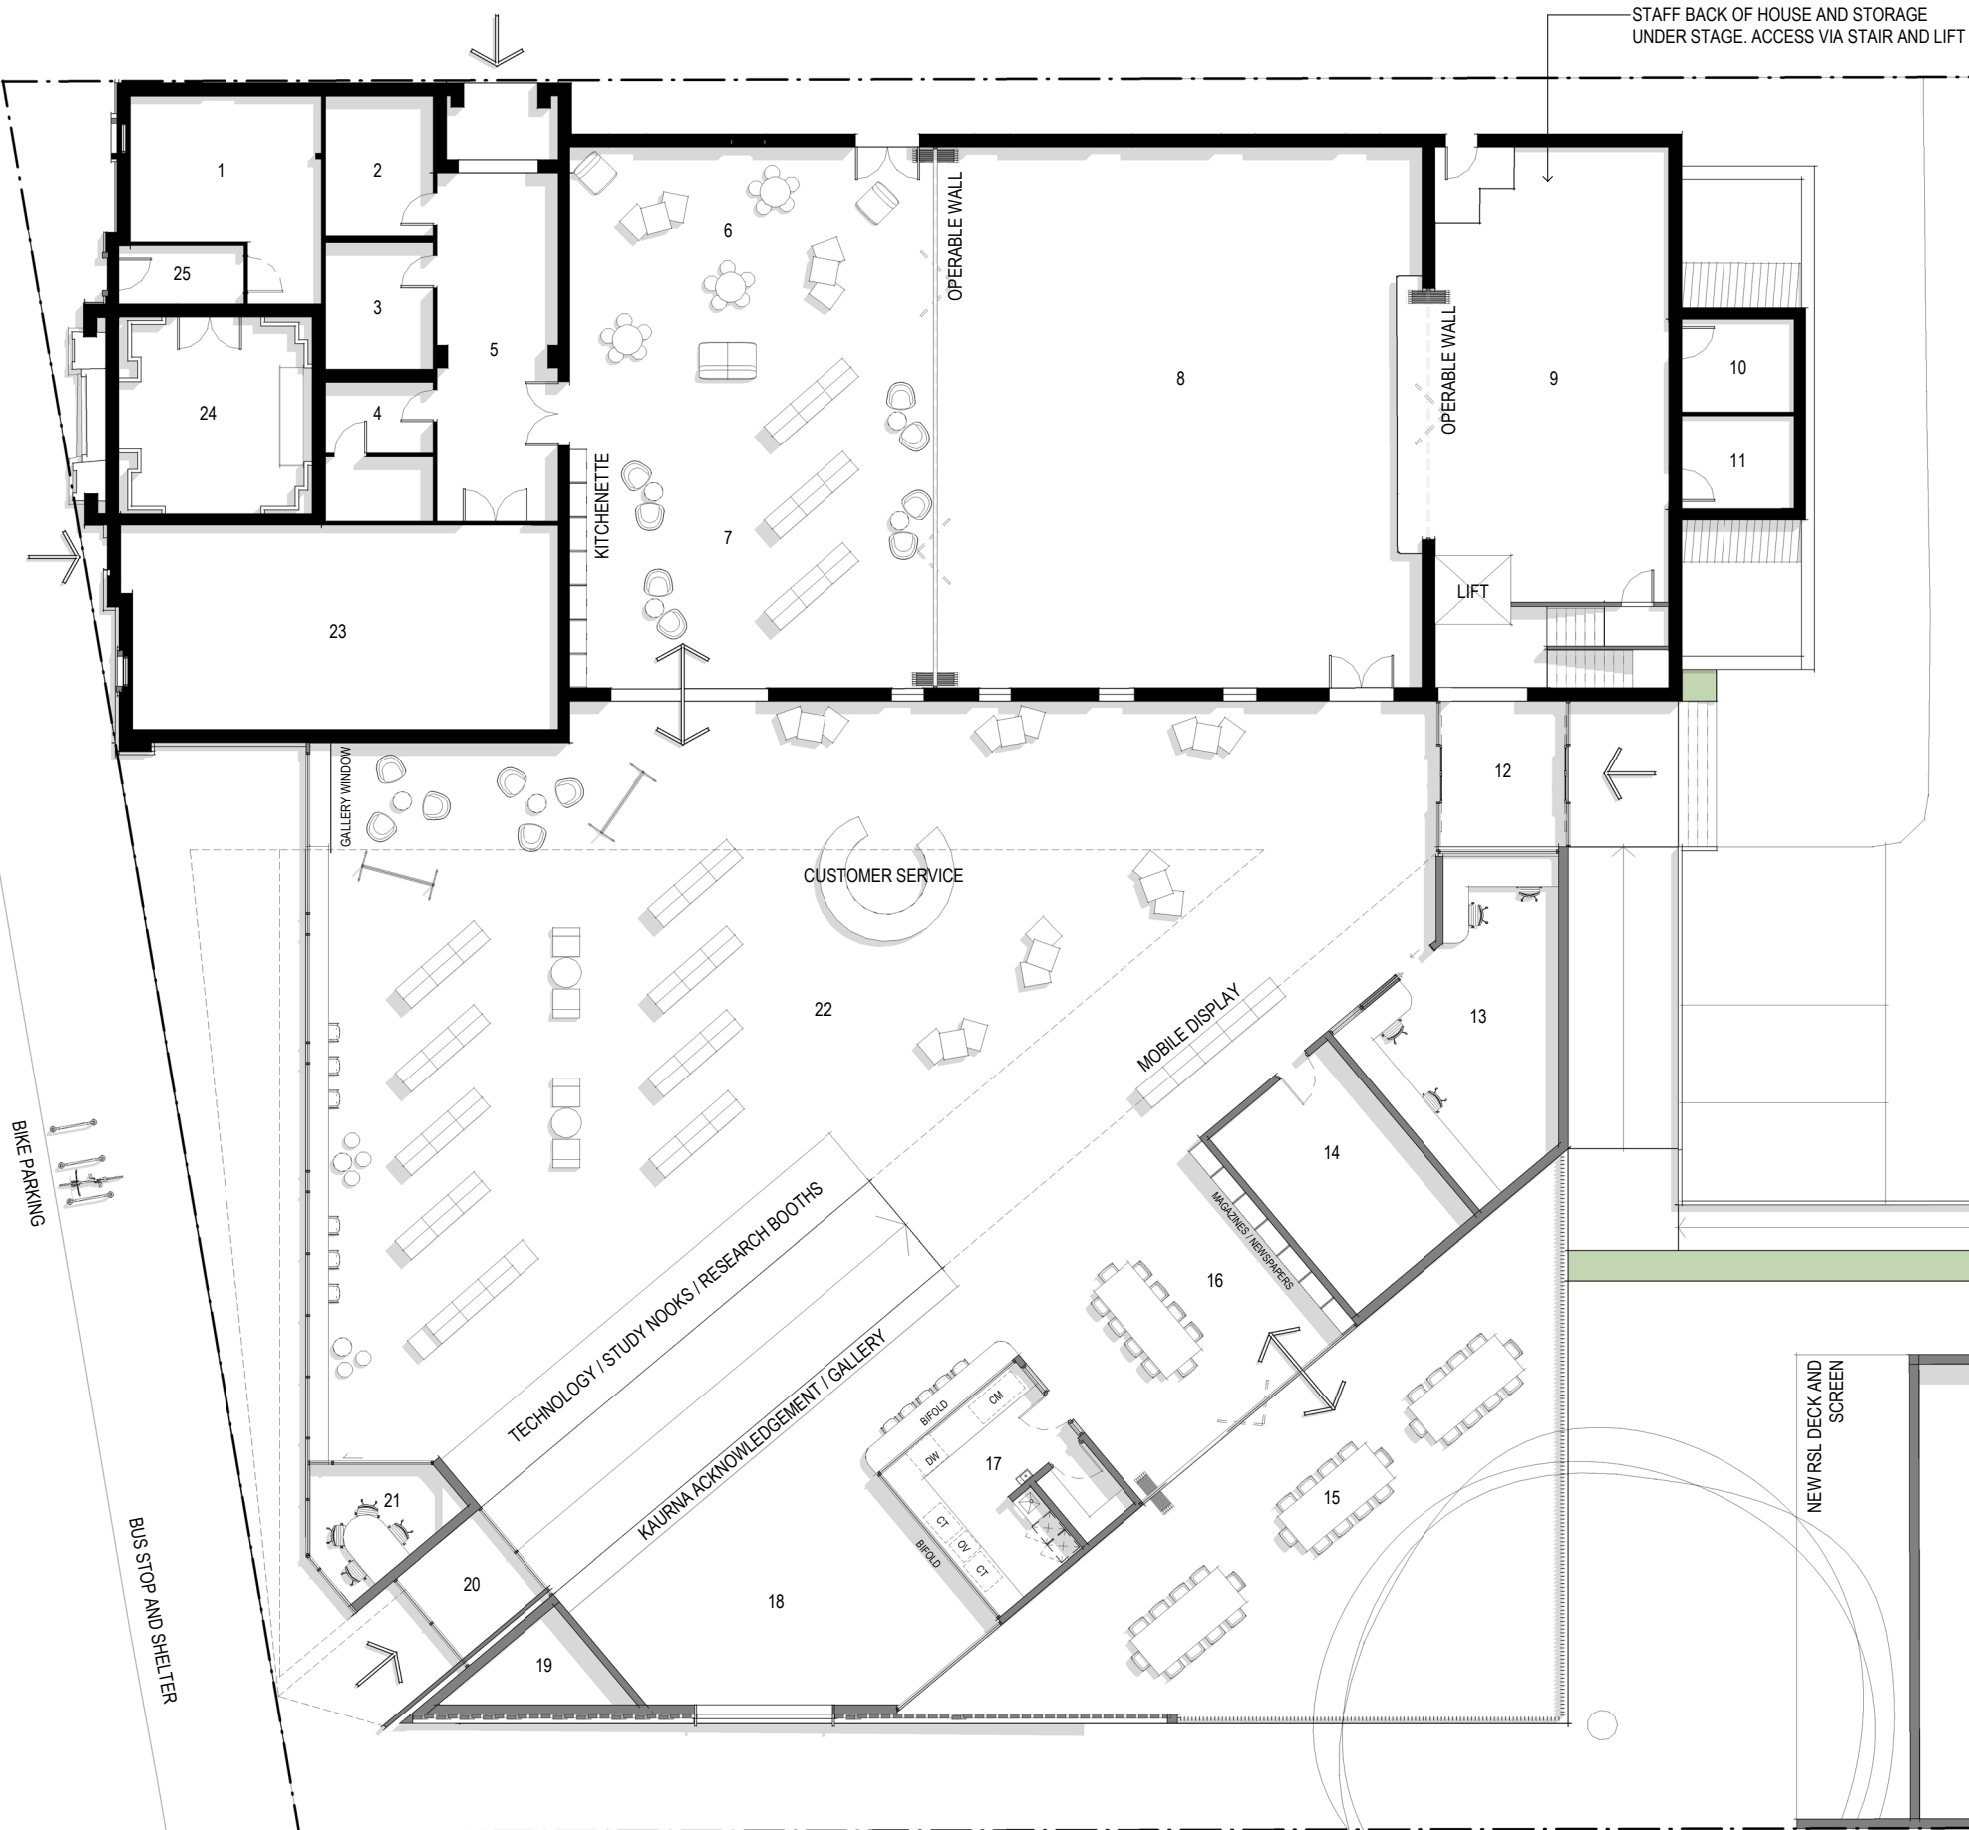 STAFF BACK OF HOUSE AND STORAGE
UNDER STAGE. ACCESS VIA STAIR AND LIFT
1
2
6
OPERABLE WALL
25
3
5
OPERABLE WALL
8
9
10
24
4
11
KITCHENETTE
7
LIFT
23
12
GALLERY WINDOW
CUSTOMER SERVICE
22
MOBILE DISPLAY
13
14
BIKE PARKING
TECHNOLOGY / STUDY NOOKS / RESEARCH BOOTHS
MAGAZINES / NEWSPAPERS
16
KAURNA ACKNOWLEDGEMENT / GALLERY
NEW RSL DECK AND
SCREEN
BIFOLD
CM
DW
17
21
15
CT
OV
CT
BIFOLD
BUS STOP AND SHELTER
20
18
19